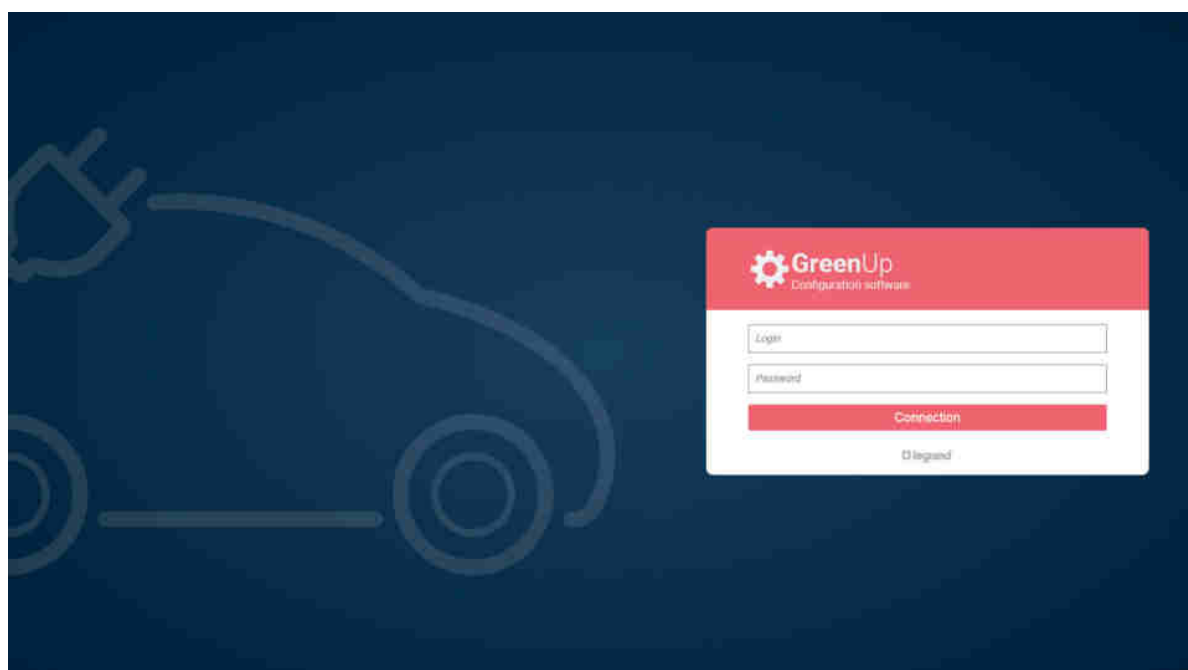 GreenUp
Configuration software
Login
Password
Connection
legrand